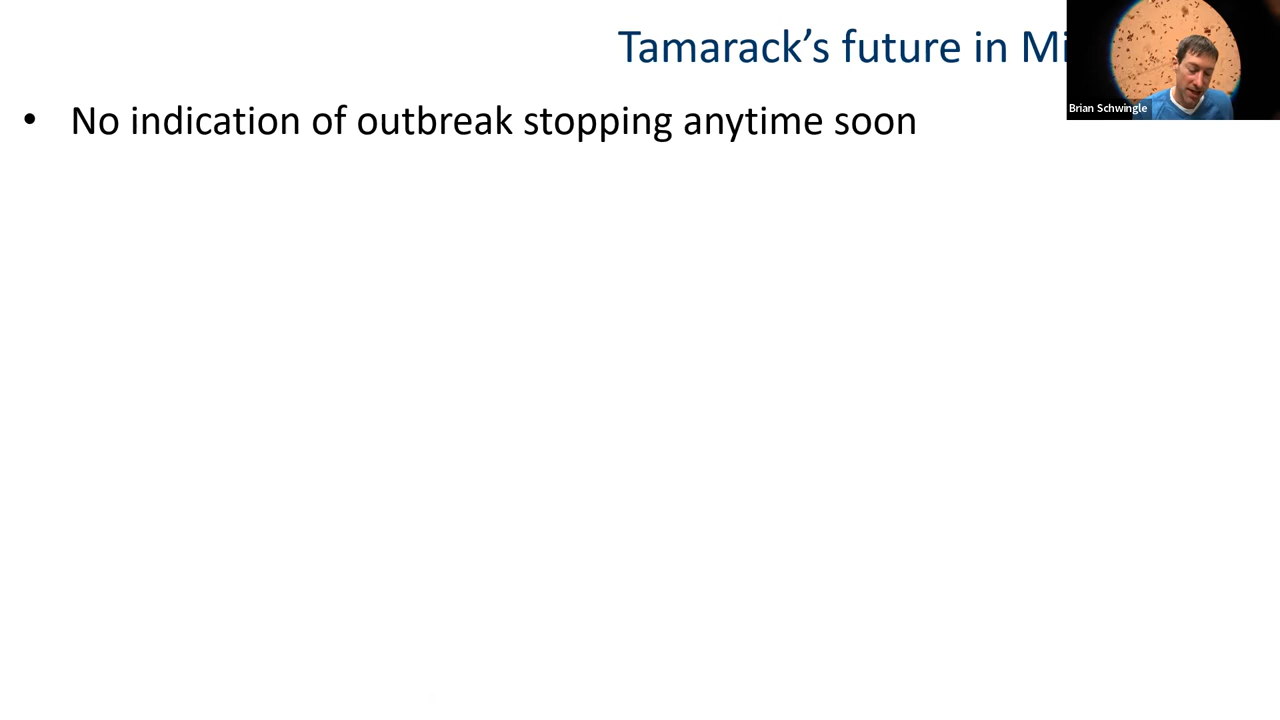 Tamarack’s future in Mi
Brian Schwingle
• No indication of outbreak stopping anytime soon